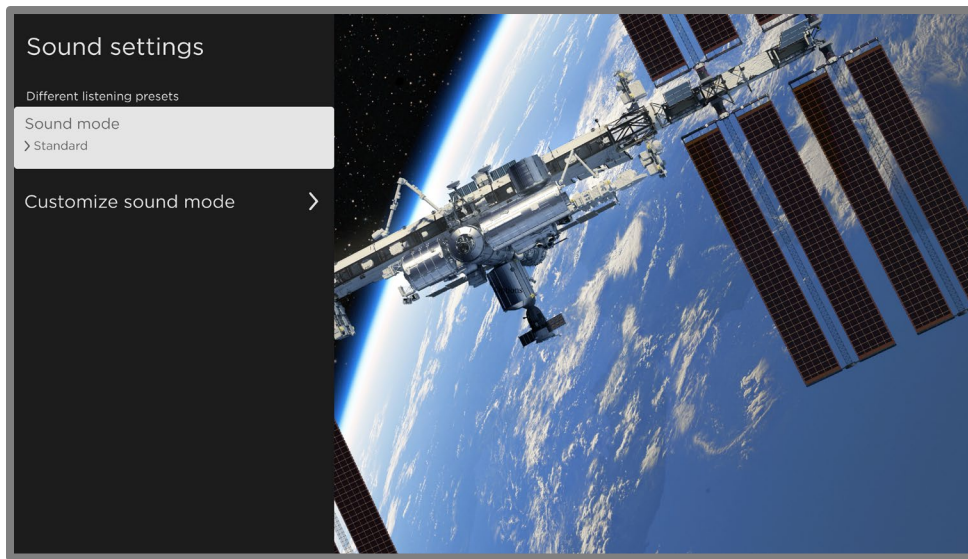 Sound settings
Different listening presets
Sound mode
Standard
Customize sound mode